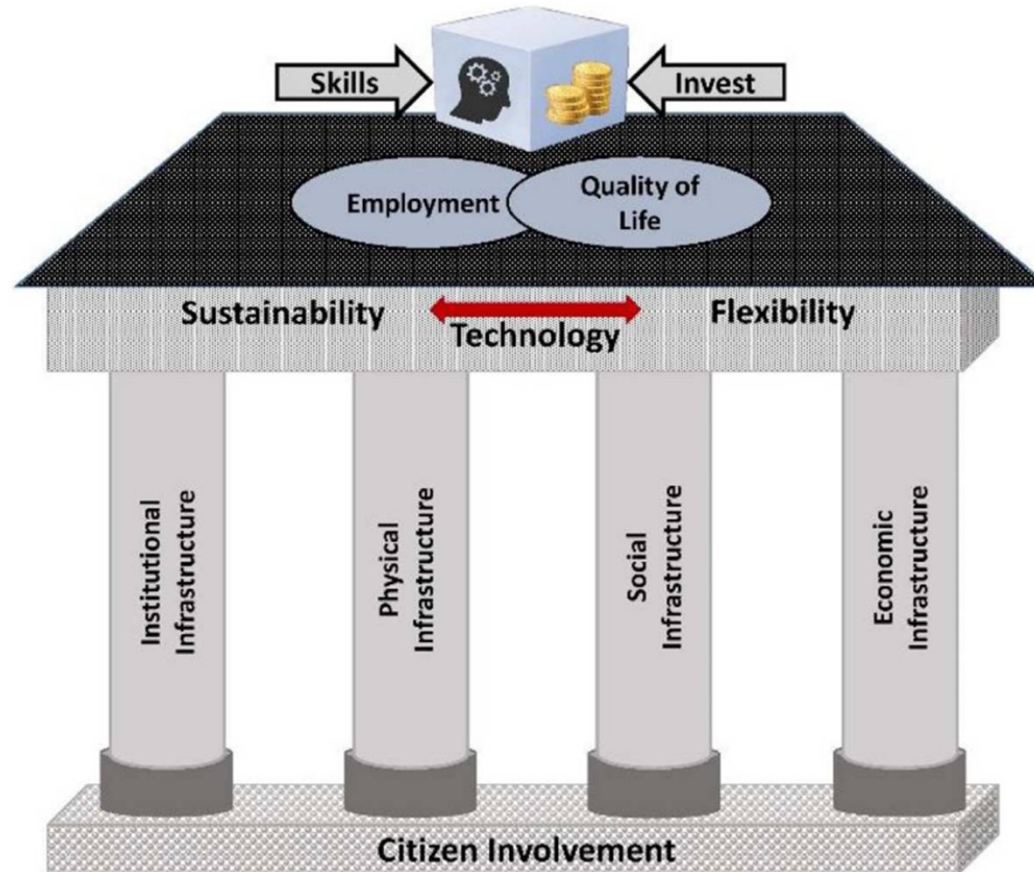 Skills
Invest
Employment
Quality of
Life
Sustainability
Technology
Flexibility
Institutional
Infrastructure
Physical
Infrastructure
Social
Infrastructure
Economic
Infrastructure
Citizen Involvement